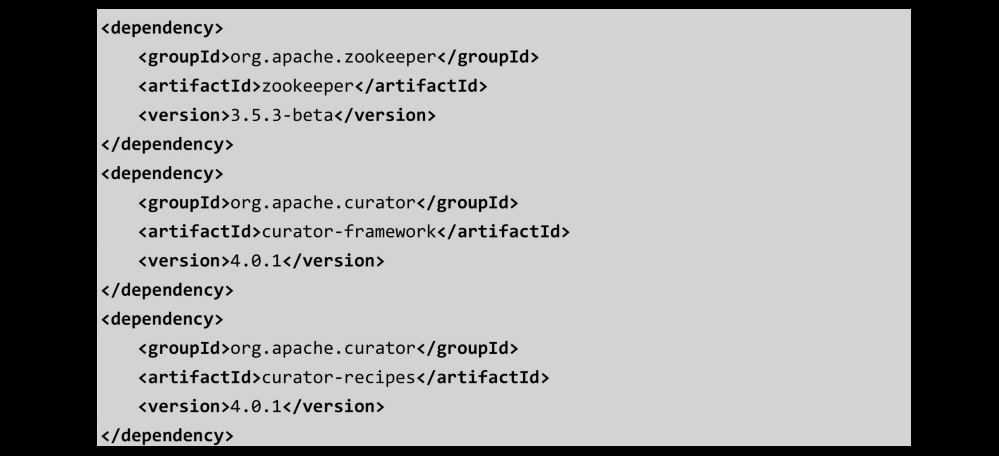 <dependency>
<groupId>org.apache.zookeeper</groupId>
<artifactId>zookeeper</artifactId>
<version>3.5.3-beta</version>
</dependency>
<dependency>
<groupId>org.apache.curator</groupId>
<artifactId>curator-framework</artifactId>
<version>4.0.1</version>
</dependency>
<dependency>
<groupId>org.apache.curator</groupId>
<artifactId>curator-recipes</artifactId>
<version>4.0.1</version>
</dependency>